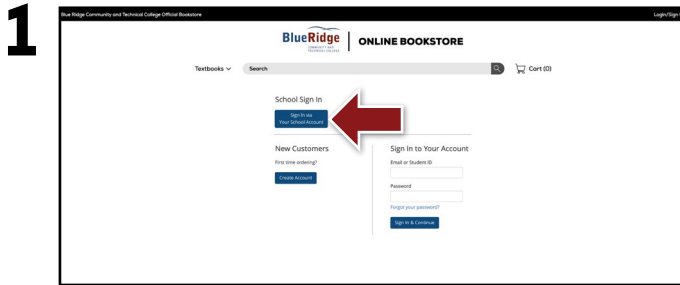 1
Blue Ridge Community and Technical College Official Bookstore
Login/Sign
BlueRidge
COMMUNITY AND
TECHNICAL COLLEGE
ONLINE BOOKSTORE
Textbooks
Search
Cart (0)
School Sign In
Sign In via
Your School Account
New Customers
First time ordering?
Create Account
Sign In to Your Account
Email or Student ID
Password
Forgot your password?
Sign In & Continue